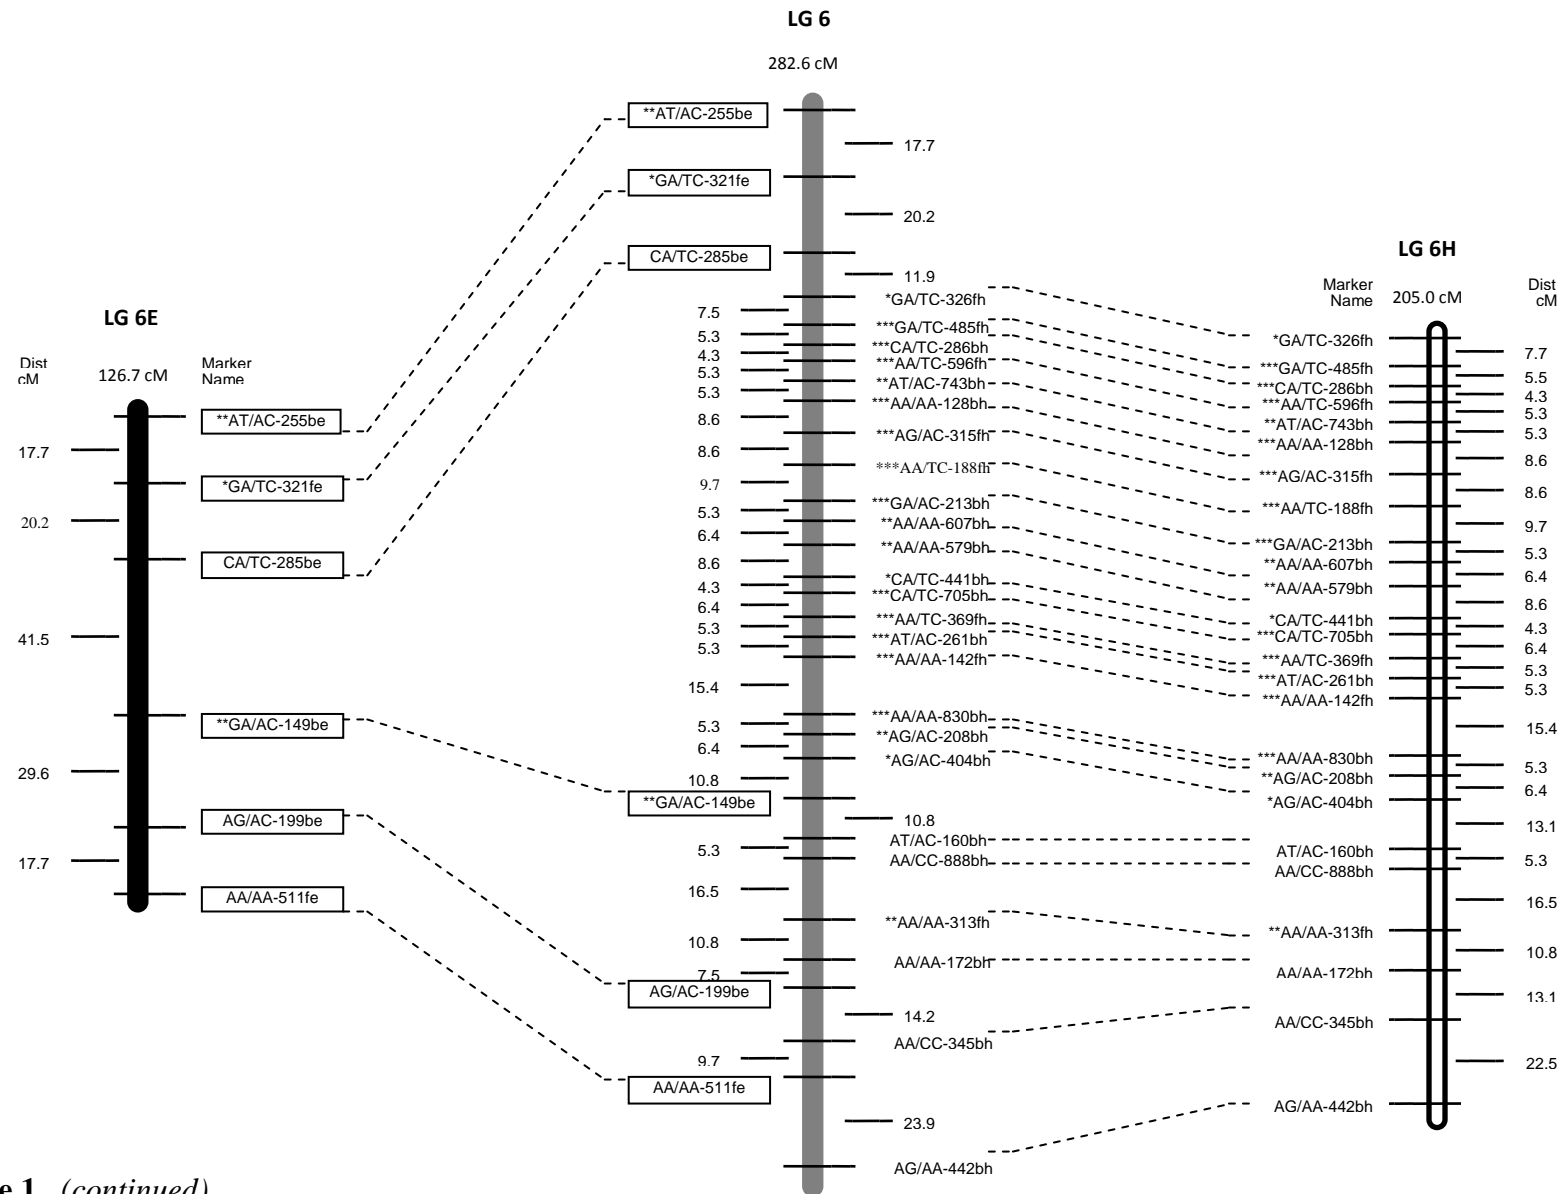 LG 6
282.6 cM
**AT/AC-255be
17.7
*GA/TC-321fe
20.2
CA/TC-285be
11.9
*GA/TC-326fh
7.5
***GA/TC-485fh
5.3
***CA/TC-286bh
4.3
***AA/TC-596fh
5.3
**AT/AC-743bh
5.3
***AA/AA-128bh
8.6
***AG/AC-315fh
8.6
***AA/TC-188fh
9.7
***GA/AC-213bh
5.3
**AA/AA-607bh
6.4
**AA/AA-579bh
8.6
*CA/TC-441bh
4.3
***CA/TC-705bh
6.4
***AA/TC-369fh
5.3
***AT/AC-261bh
5.3
***AA/AA-142fh
15.4
***AA/AA-830bh
5.3
**AG/AC-208bh
6.4
*AG/AC-404bh
10.8
**GA/AC-149be
10.8
AT/AC-160bh
5.3
AA/CC-888bh
16.5
**AA/AA-313fh
10.8
AA/AA-172bh
7.5
AG/AC-199be
14.2
AA/CC-345bh
9.7
AA/AA-511fe
23.9
AG/AA-442bh
LG 6E
Dist
cM
126.7 cM
Marker
Name
**AT/AC-255be
17.7
*GA/TC-321fe
20.2
CA/TC-285be
41.5
**GA/AC-149be
29.6
AG/AC-199be
17.7
AA/AA-511fe
LG 6H
Marker
Name
205.0 cM
Dist
cM
*GA/TC-326fh
7.7
***GA/TC-485fh
5.5
***CA/TC-286bh
4.3
***AA/TC-596fh
5.3
**AT/AC-743bh
5.3
***AA/AA-128bh
8.6
***AG/AC-315fh
8.6
***AA/TC-188fh
9.7
***GA/AC-213bh
5.3
**AA/AA-607bh
6.4
**AA/AA-579bh
8.6
*CA/TC-441bh
4.3
***CA/TC-705bh
6.4
***AA/TC-369fh
5.3
***AT/AC-261bh
5.3
***AA/AA-142fh
15.4
***AA/AA-830bh
5.3
**AG/AC-208bh
6.4
*AG/AC-404bh
13.1
AT/AC-160bh
5.3
AA/CC-888bh
16.5
**AA/AA-313fh
10.8
AA/AA-172bh
13.1
AA/CC-345bh
22.5
AG/AA-442bh
e 1. (continued)